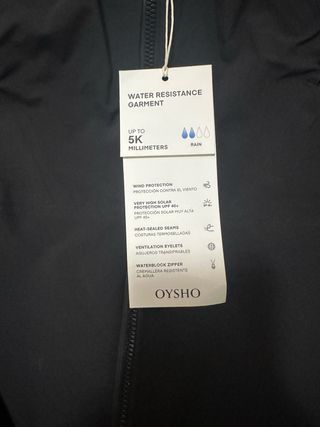 WATER RESISTANCE
GARMENT
UP TO
5K
MILLIMETERS
RAIN
WIND PROTECTION
PROTECCIÓN CONTRA EL VIENTO
VERY HIGH SOLAR
PROTECTION UPF 40+
PROTECCIÓN SOLAR MUY ALTA
UPF 40+
HEAT-SEALED SEAMS
COSTURAS TERMOSELLADAS
VENTILATION EYELETS
AGUJEROS TRANSPIRABLES
WATERBLOCK ZIPPER
CREMALLERA RESISTENTE
AL AGUA
OYSHO